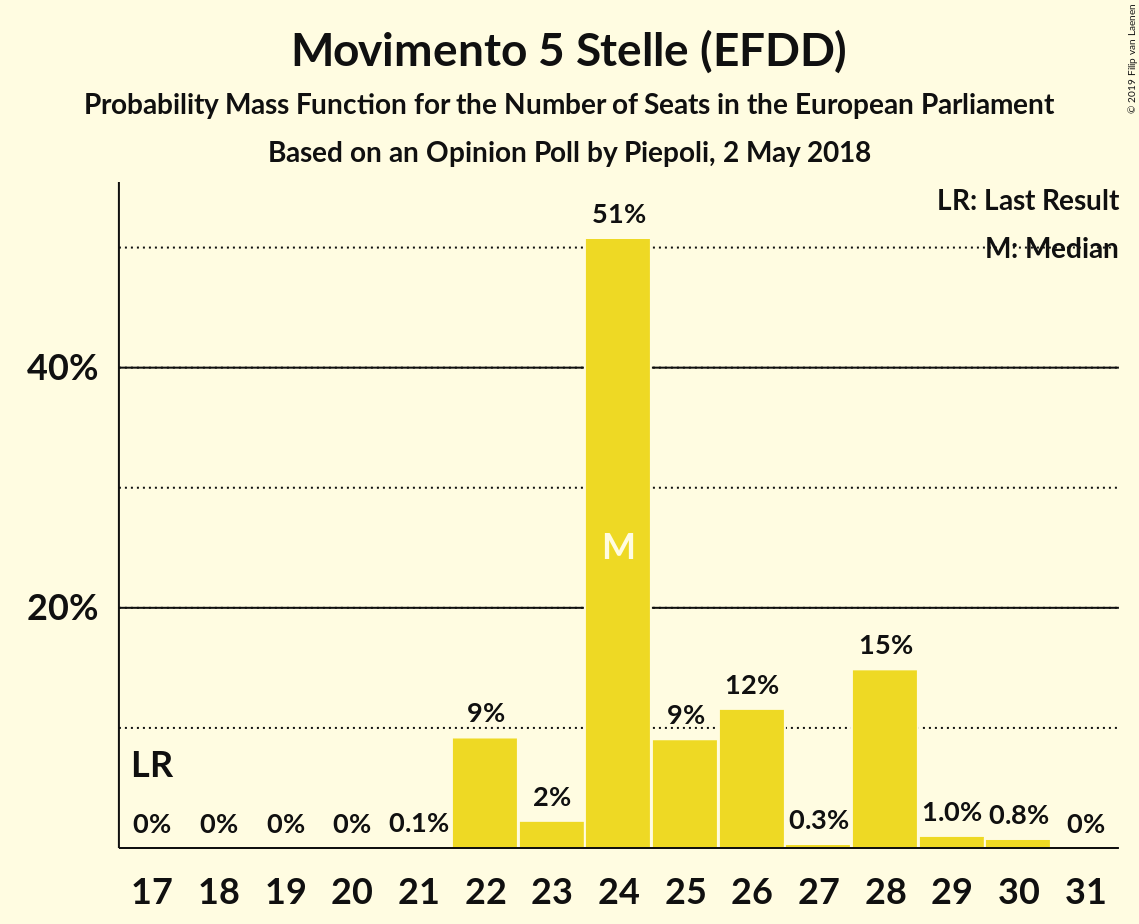 Movimento 5 Stelle (EFDD)
Probability Mass Function for the Number of Seats in the European Parliament
Based on an Opinion Poll by Piepoli, 2 May 2018
© 2019 Filip van Laenen
LR: Last Result
M: Median
51%
40%
M
20%
15%
12%
9%
9%
LR
2%
0% 0% 0% 0% 0.1% 0.3% 1.0% 0.8% 0%
17 18 19 20 21 22 23 24 25 26 27 28 29 30 31